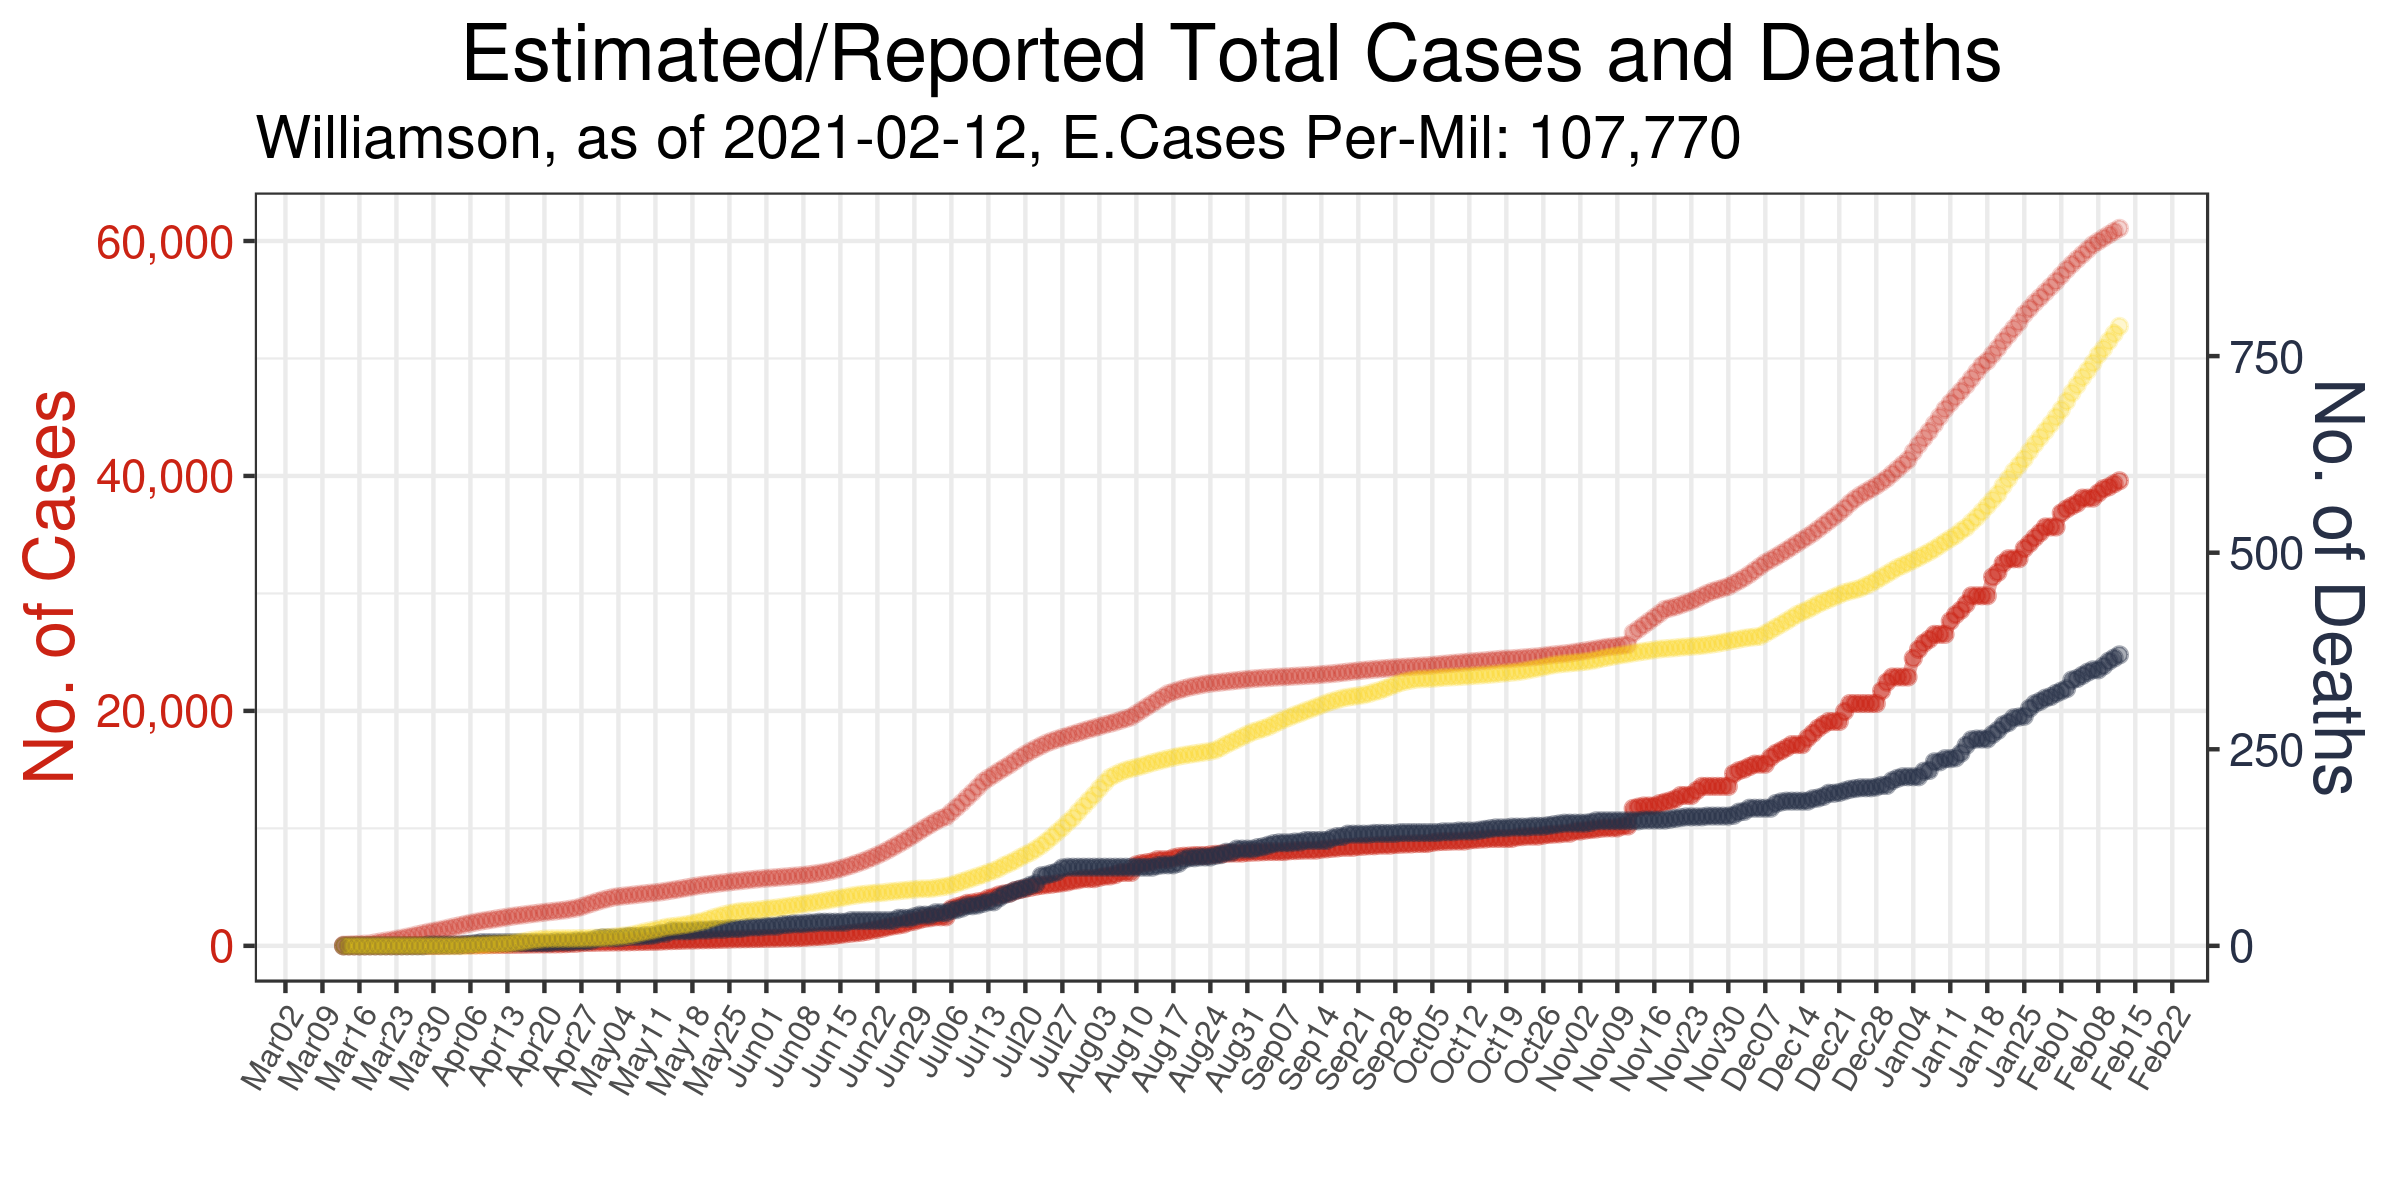 Estimated/Reported Total Cases and Deaths
Williamson, as of 2021-02-12, E.Cases Per-Mil: 107,770
No. of Cases
60,000
40,000
20,000
0
750
500
250
0
No. of Deaths
Mar02
Mar09
Mar16
Mar23
Mar30
Apr06
Apr13
Apr20
Apr27
May04
May11
May18
May25
Jun01
Jun08
Jun15
Jun22
Jun29
Jul06
Jul13
Jul20
Jul27
Aug03
Aug10
Aug17
Aug24
Aug31
Sep07
Sep14
Sep21
Sep28
Oct05
Oct12
Oct19
Oct26
Nov02
Nov09
Nov16
Nov23
Nov30
Dec07
Dec14
Dec21
Dec28
Jan04
Jan11
Jan18
Jan25
Feb01
Feb08
Feb15
Feb22